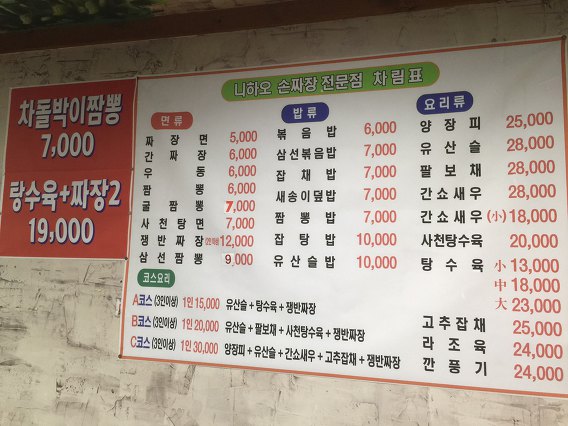 차돌박이짬뽕
7,000
탕수육+짜장2
19,000
니하오 손짜장 전문점 차림표
면류
짜장면 5,000
간짜장 6,000
우동 6,000
짬뽕 6,000
굴짬뽕 7,000
사천탕면 7,000
쟁반짜장 12,000
삼선짬뽕 9,000
밥류
볶음밥 6,000
삼선볶음밥 7,000
잡채밥 7,000
새송이덮밥 7,000
짬뽕밥 7,000
잡탕밥 10,000
유산슬밥 10,000
요리류
양장피 25,000
유산슬 28,000
팔보채 28,000
간쇼새우 28,000
간쇼새우 (小) 18,000
사천탕수육 20,000
탕수육 小 13,000
中 18,000
大 23,000
고추잡채 25,000
라조육 24,000
깐풍기 24,000
코스요리
A코스 (3인이상) 1인 15,000 유산슬 + 탕수육 + 쟁반짜장
B코스 (3인이상) 1인 20,000 유산슬 + 팔보채 + 사천탕수육 + 쟁반짜장
C코스 (3인이상) 1인 30,000 양장피 + 유산슬 + 간쇼새우 + 고추잡채 + 쟁반짜장